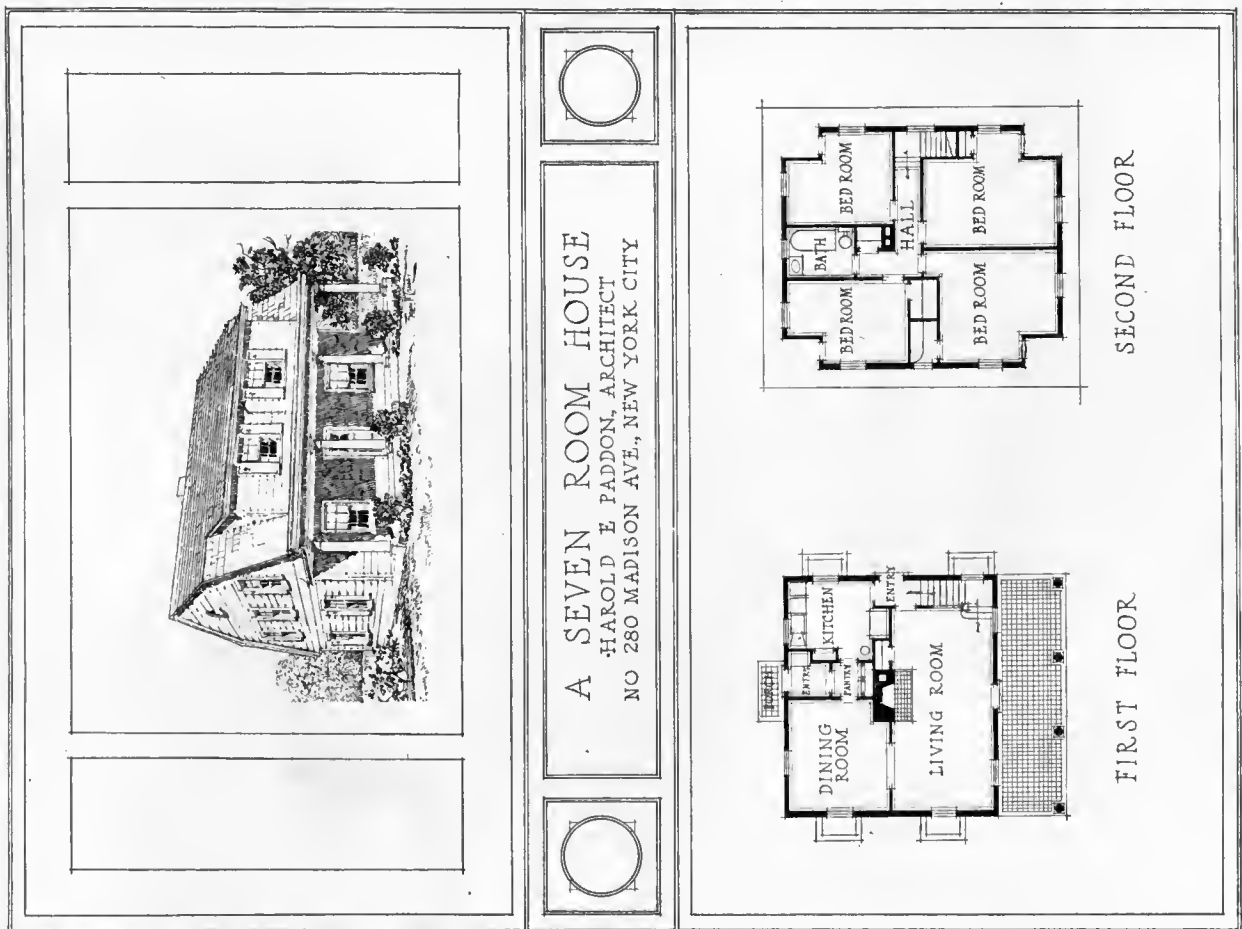 A SEVEN ROOM HOUSE
HAROLD E PADDON, ARCHITECT
NO 280 MADISON AVE., NEW YORK CITY
PORCH
ENTRY
KITCHEN
PANTRY
ENTRY
DINING
ROOM
LIVING ROOM
FIRST FLOOR
BED ROOM
BATH
BED ROOM
HALL
BED ROOM
BED ROOM
SECOND FLOOR